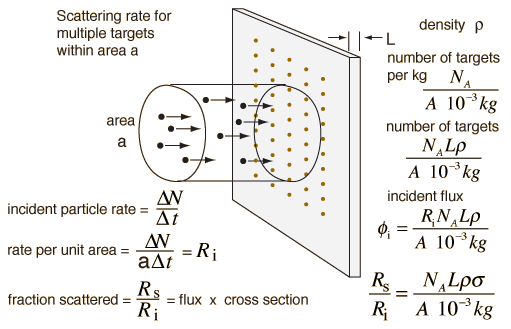 Scattering rate for
multiple targets
within area a
density ρ
L
number of targets
per kg N_A / A 10^-3 kg
area
a
number of targets
N_A Lρ / A 10^-3 kg
incident flux
ϕ_i = R_i N_A Lρ / A 10^-3 kg
incident particle rate = ΔN / Δt
rate per unit area = ΔN / aΔt = R_i
fraction scattered = R_s / R_i = flux x cross section
R_s / R_i = N_A Lρσ / A 10^-3 kg